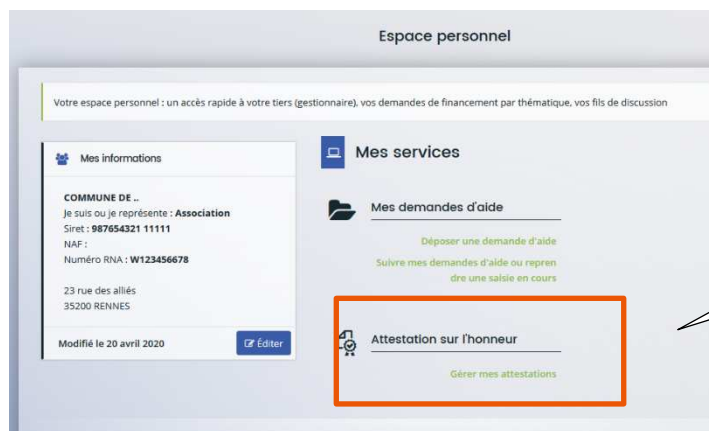 Espace personnel
Votre espace personnel : un accès rapide à votre tiers (gestionnaire), vos demandes de financement par thématique, vos fils de discussion
Mes informations
COMMUNE DE ..
Je suis ou je représente : Association
Siret : 987654321 11111
NAF :
Numéro RNA : W123456678
23 rue des alliés
35200 RENNES
Modifié le 20 avril 2020
Éditer
Mes services
Mes demandes d'aide
Déposer une demande d'aide
Suivre mes demandes d'aide ou repren
dre une saisie en cours
Attestation sur l'honneur
Gérer mes attestations